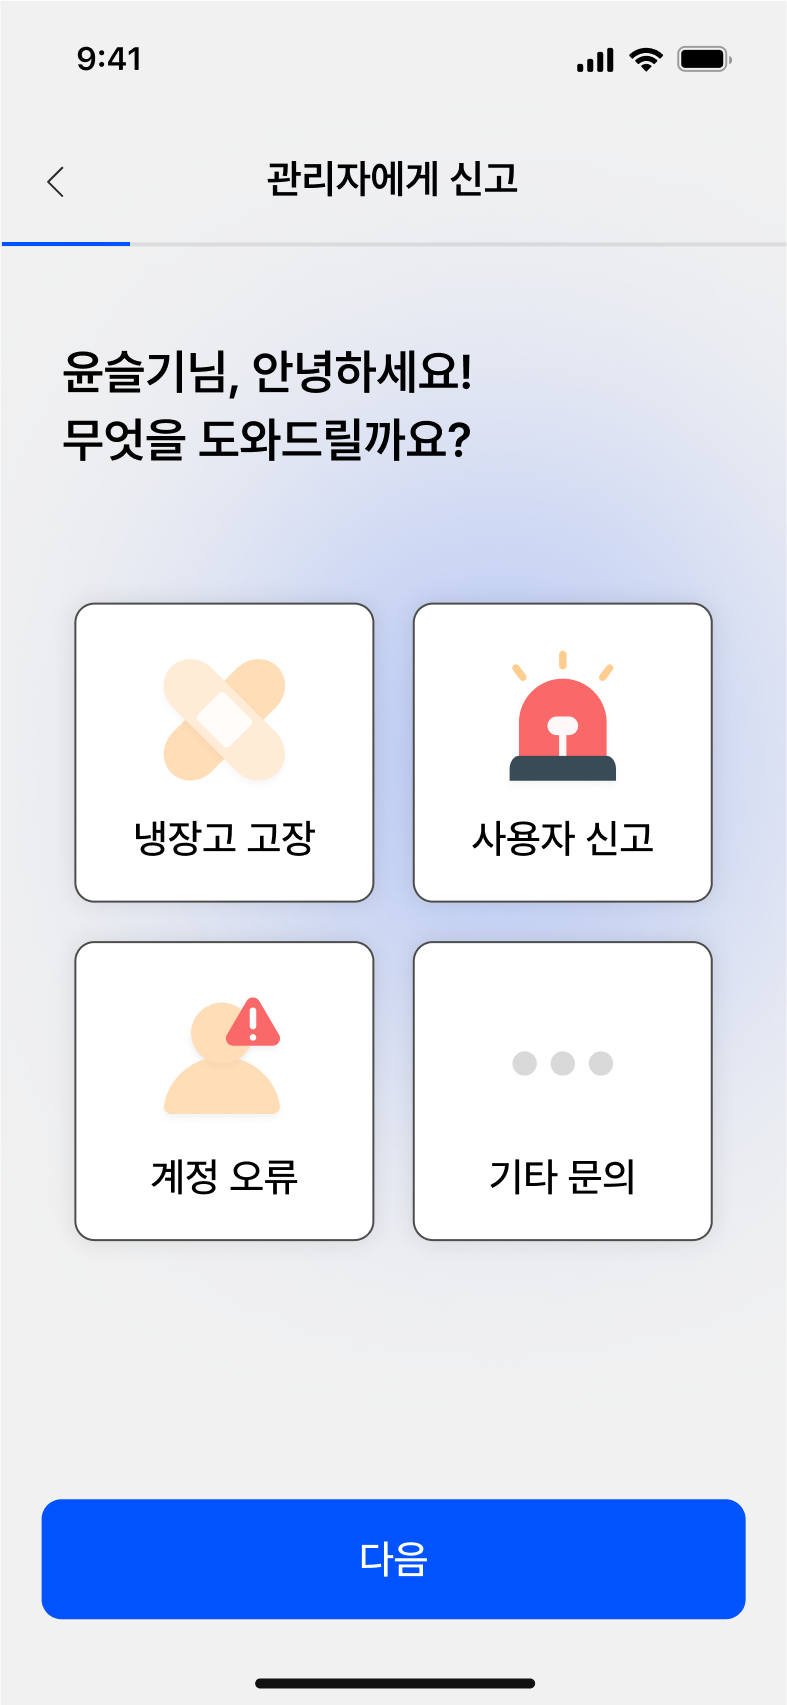 9:41
관리자에게 신고
윤슬기님, 안녕하세요!
무엇을 도와드릴까요?
냉장고 고장
사용자 신고
계정 오류
기타 문의
다음